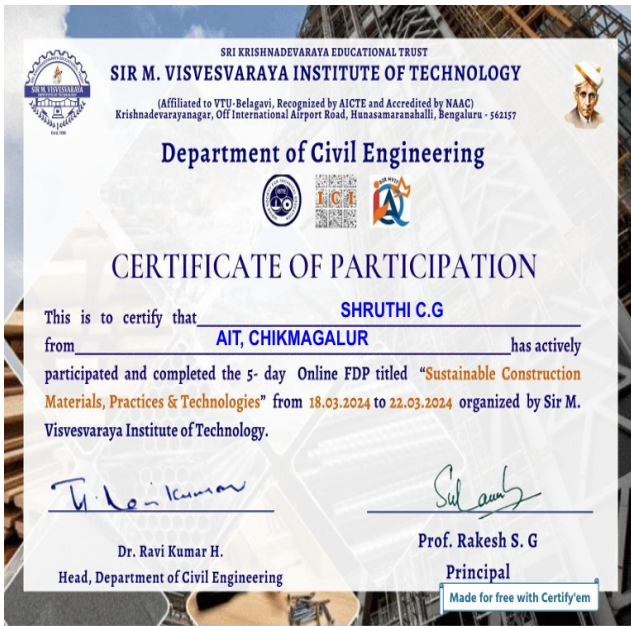 SRI KRISHNADEVARAYA EDUCATIONAL TRUST
SIR M. VISVESVARAYA INSTITUTE OF TECHNOLOGY
(Affiliated to VTU-Belagavi, Recognized by AICTE and Accredited by NAAC)
Krishnadevarayanagar, Off International Airport Road, Hunasamaranahalli, Bengaluru - 562157
SIR M. VISVESVARAYA
Department of Civil Engineering
ICI
CERTIFICATE OF PARTICIPATION
This is to certify that SHRUTHI C.G
from AIT, CHIKMAGALUR has actively
participated and completed the 5- day Online FDP titled “Sustainable Construction
Materials, Practices & Technologies” from 18.03.2024 to 22.03.2024 organized by Sir M.
Visvesvaraya Institute of Technology.
Dr. Ravi Kumar H.
Head, Department of Civil Engineering
Prof. Rakesh S. G
Principal
Made for free with Certify'em